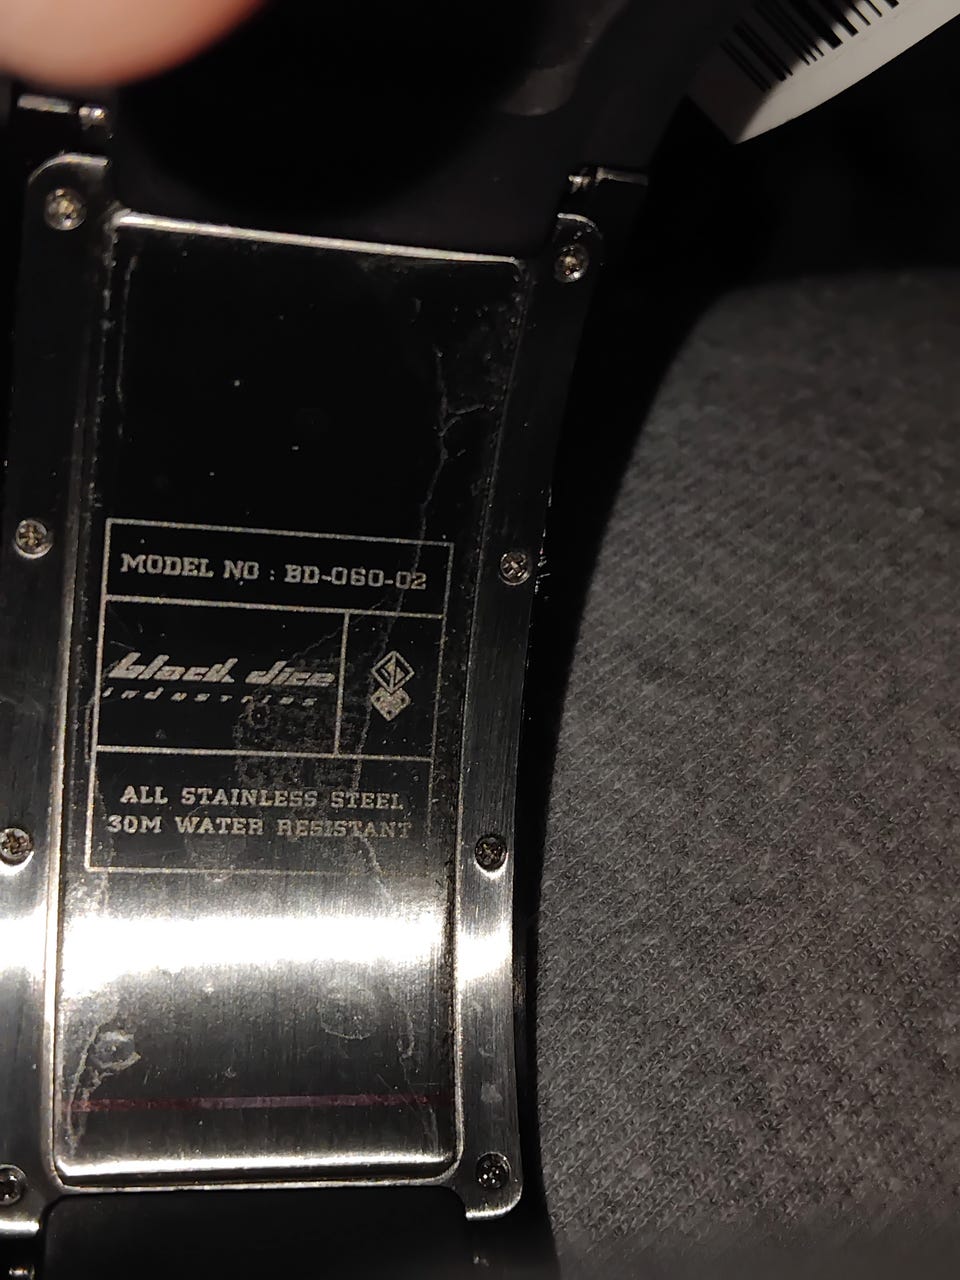 MODEL NO : BD-060-02
black dice
industries
ALL STAINLESS STEEL
30M WATER RESISTANT